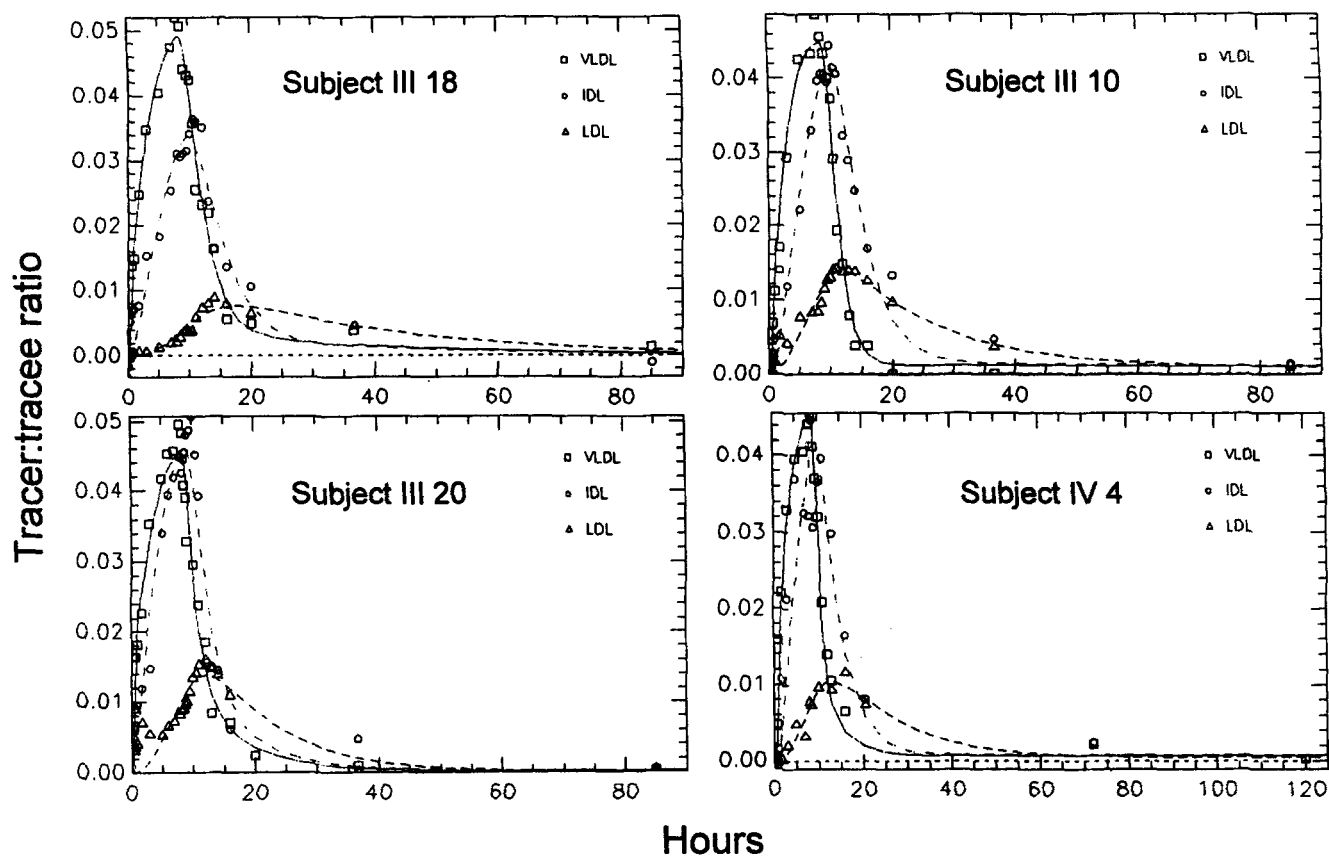 Tracer:tracee ratio
0.05
0.04
0.03
0.02
0.01
0.00
0 20 40 60 80
Subject III 18
VLDL
IDL
LDL
0.04
0.03
0.02
0.01
0.00
0 20 40 60 80
Subject III 10
VLDL
IDL
LDL
0.05
0.04
0.03
0.02
0.01
0.00
0 20 40 60 80
Subject III 20
VLDL
IDL
LDL
0.04
0.03
0.02
0.01
0.00
0 20 40 60 80 100 120
Subject IV 4
VLDL
IDL
LDL
Hours